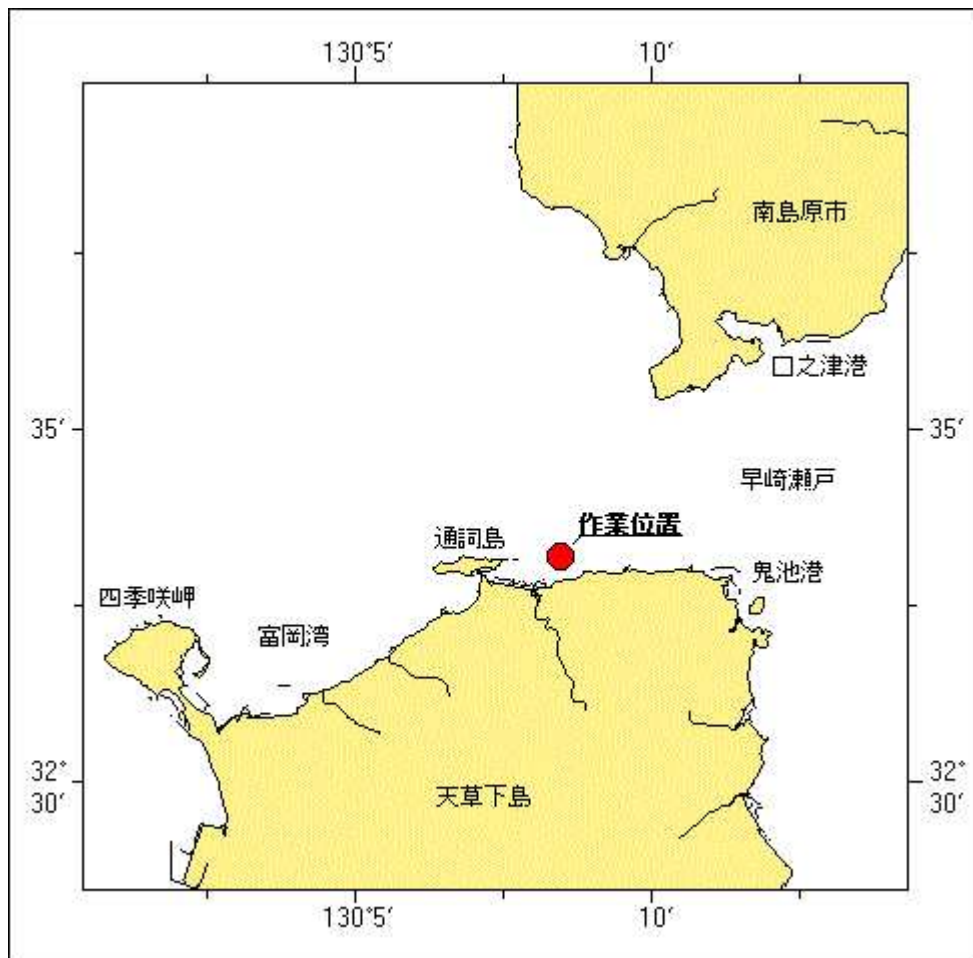 130°5′ 10′
南島原市
口之津港
35′ 35′
早崎瀬戸
作業位置
通詞島
鬼池港
四季咲岬
富岡湾
32° 32°
30′ 30′
天草下島
130°5′ 10′